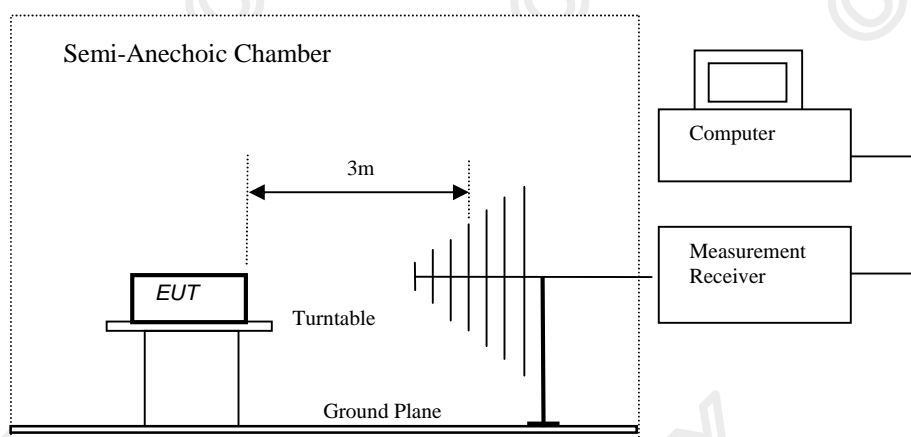 Semi-Anechoic Chamber
Computer
3m
Measurement
Receiver
EUT
Turntable
Ground Plane